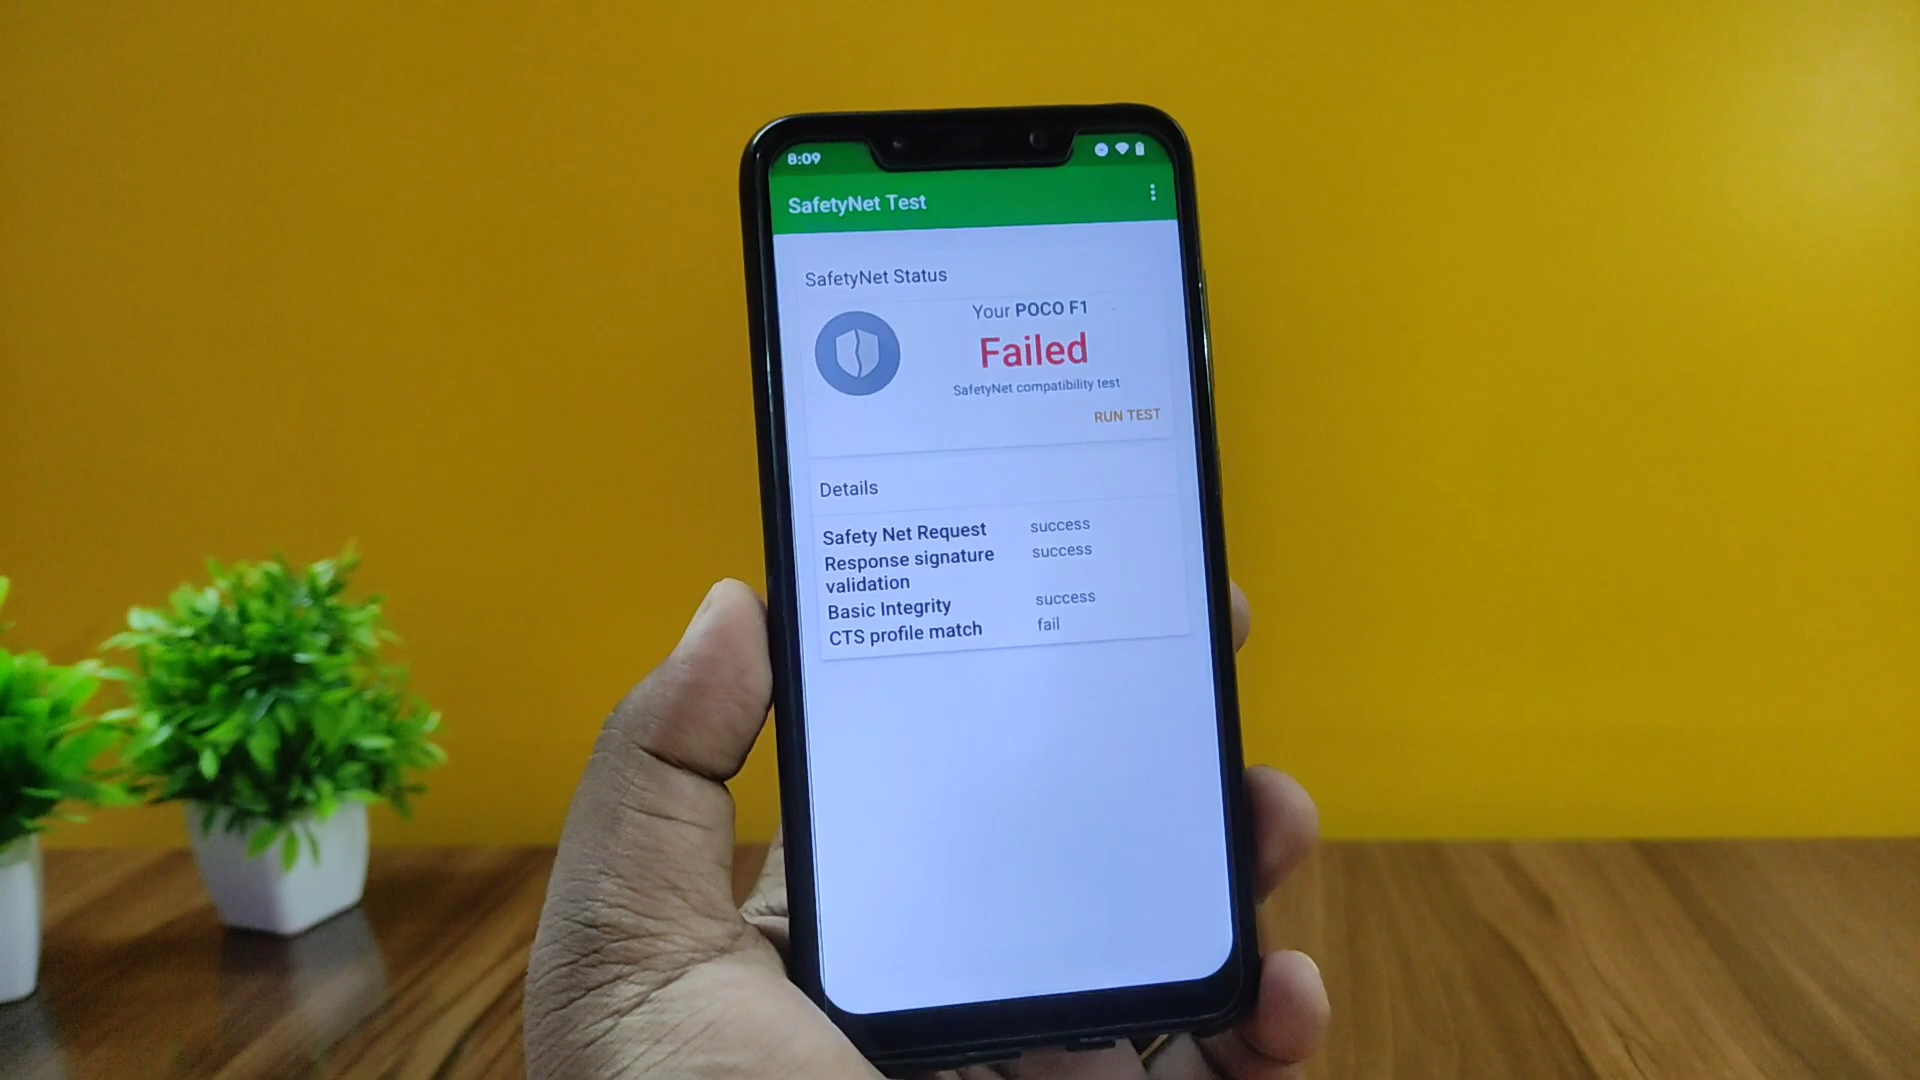 8:09
SafetyNet Test
SafetyNet Status
Your POCO F1
Failed
SafetyNet compatibility test
RUN TEST
Details
Safety Net Request success
Response signature success
validation
Basic Integrity success
CTS profile match fail